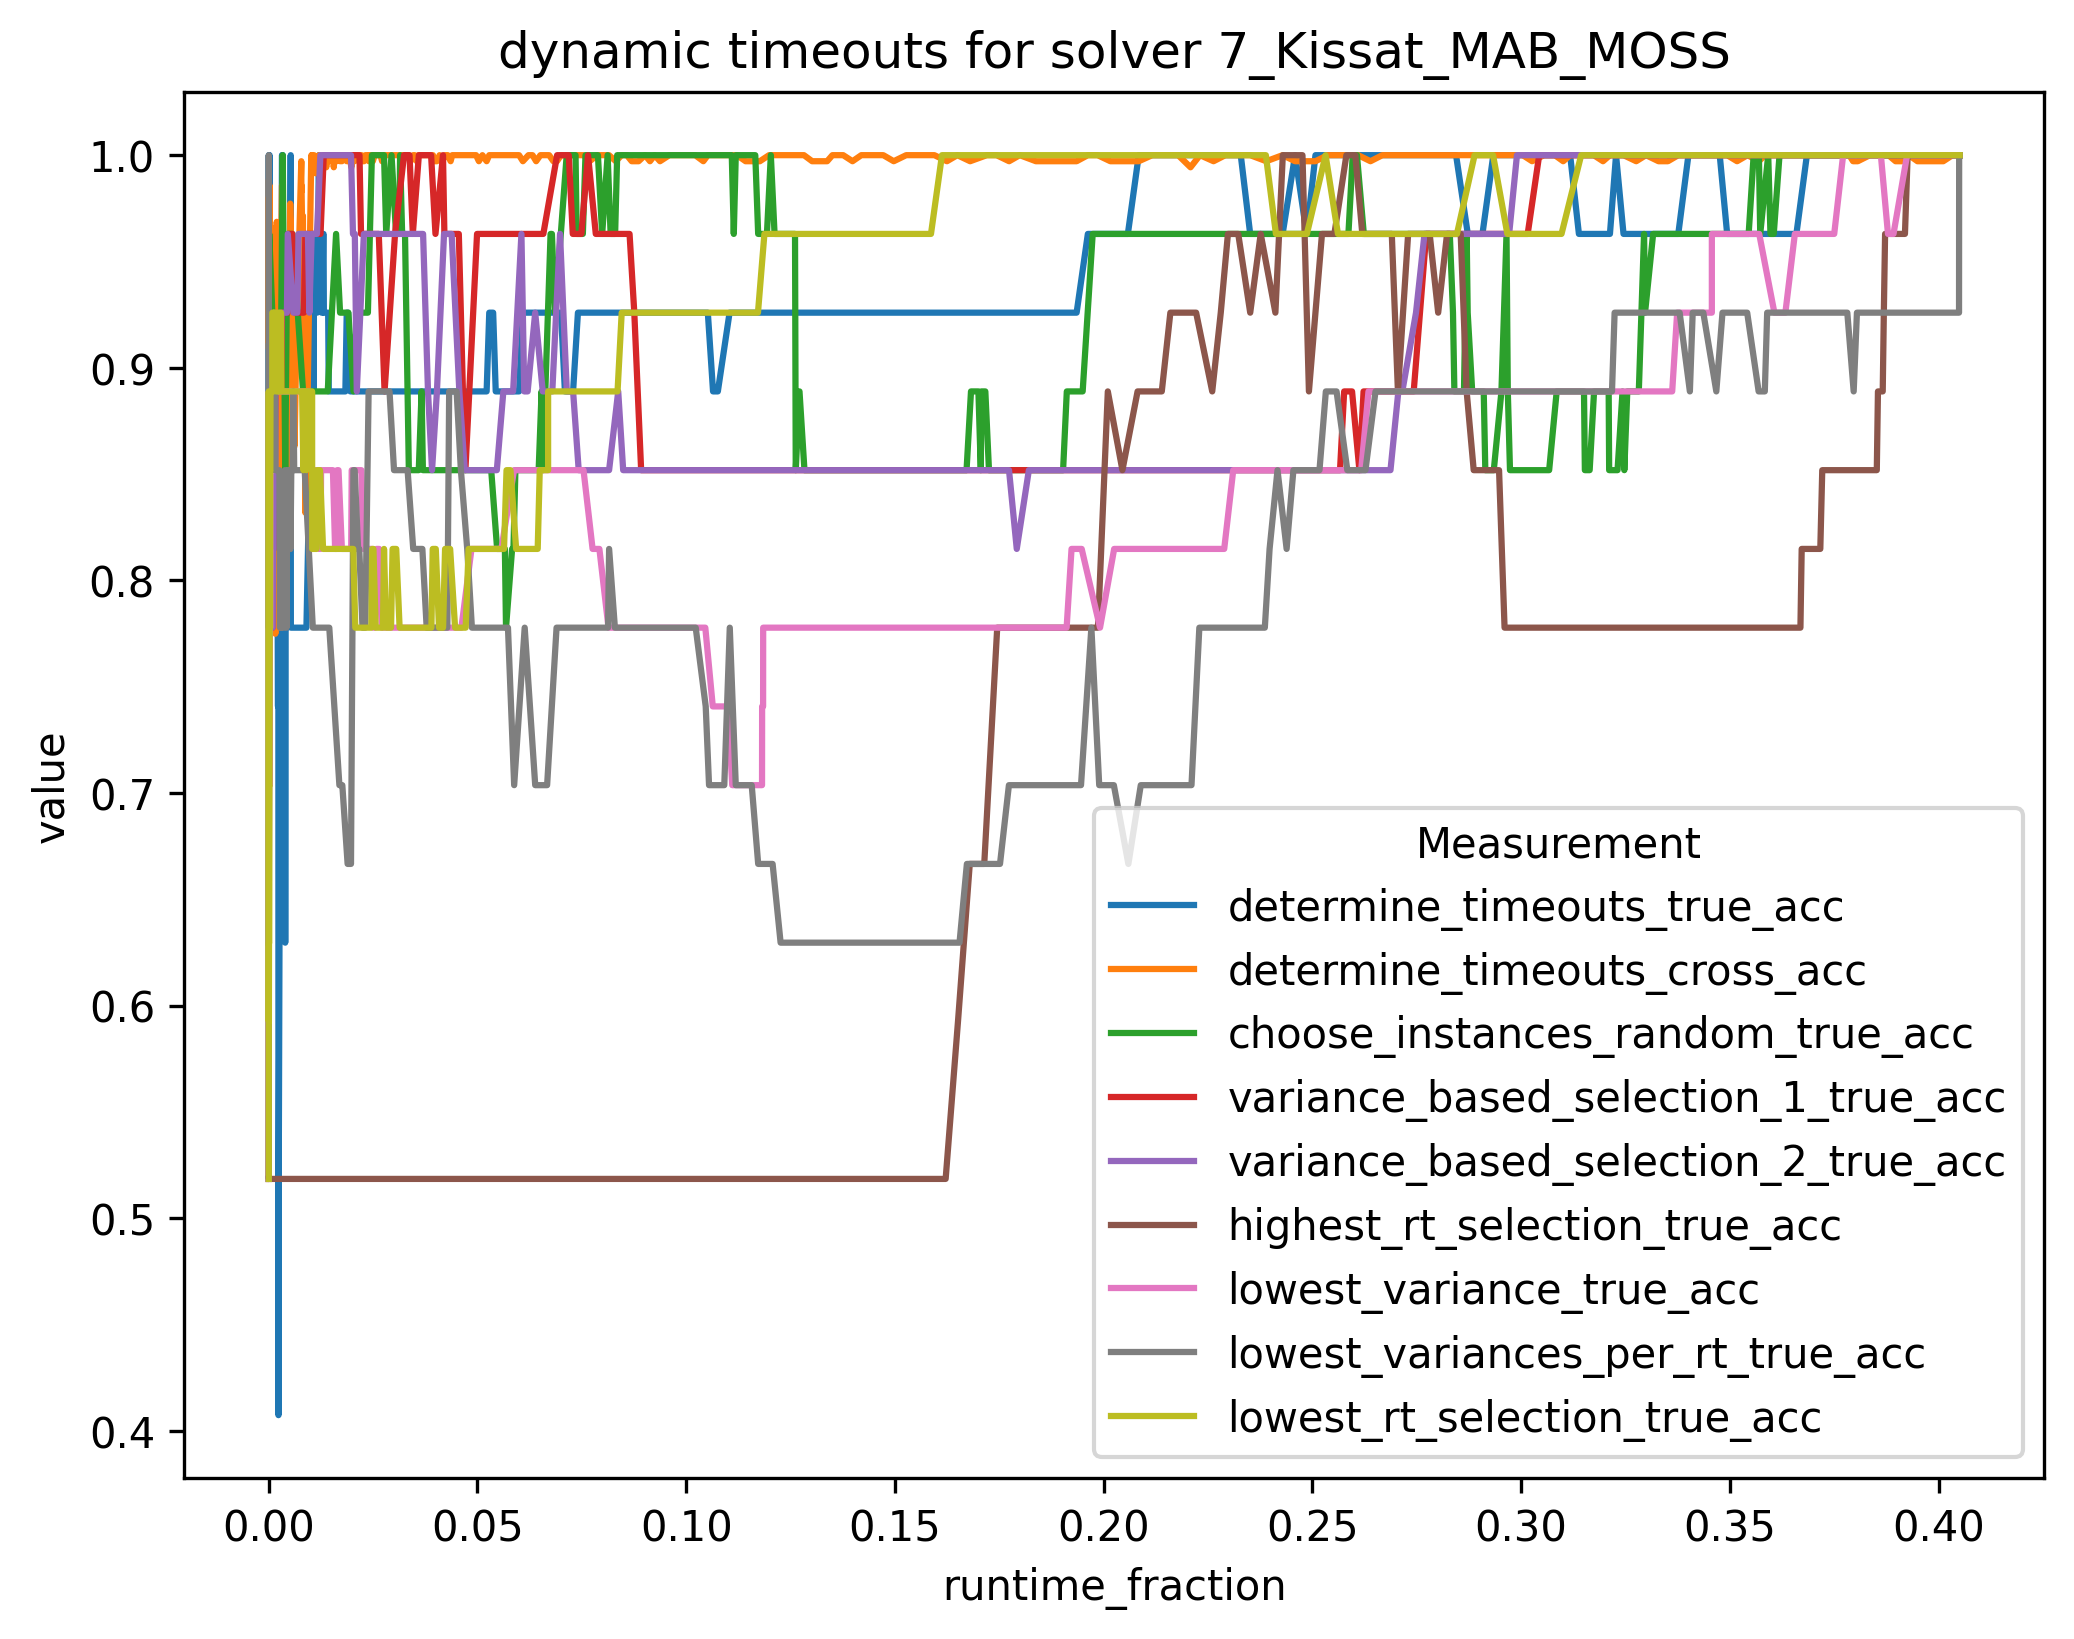 dynamic timeouts for solver 7_Kissat_MAB_MOSS
1.0
0.9
0.8
0.7
0.6
0.5
0.4
value
0.00 0.05 0.10 0.15 0.20 0.25 0.30 0.35 0.40
runtime_fraction
Measurement
determine_timeouts_true_acc
determine_timeouts_cross_acc
choose_instances_random_true_acc
variance_based_selection_1_true_acc
variance_based_selection_2_true_acc
highest_rt_selection_true_acc
lowest_variance_true_acc
lowest_variances_per_rt_true_acc
lowest_rt_selection_true_acc